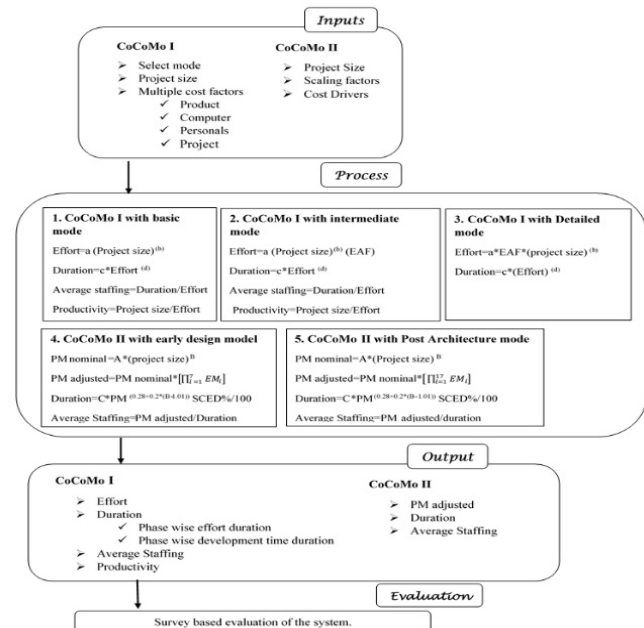 Inputs
CoCoMo I
➢ Select mode
➢ Project size
➢ Multiple cost factors
✓ Product
✓ Computer
✓ Personals
✓ Project
CoCoMo II
➢ Project Size
➢ Scaling factors
➢ Cost Drivers
Process
1. CoCoMo I with basic
mode
Effort=a (Project size)⁽ᵇ⁾
Duration=c*Effort ⁽ᵈ⁾
Average staffing=Duration/Effort
Productivity=Project size/Effort
2. CoCoMo I with intermediate
mode
Effort=a (Project size)⁽ᵇ⁾ (EAF)
Duration=c*Effort ⁽ᵈ⁾
Average staffing=Duration/Effort
Productivity=Project size/Effort
3. CoCoMo I with Detailed
mode
Effort=a*EAF*(project size) ⁽ᵇ⁾
Duration=c*(Effort) ⁽ᵈ⁾
4. CoCoMo II with early design model
PM nominal=A*(project size)
PM adjusted=PM nominal*[∏⁷ᵢ₌₁ EMᵢ]
Duration=C*PM (0.28+0.2*(B-1.01)) SCED%/100
Average Staffing=PM adjusted/Duration
5. CoCoMo II with Post Architecture mode
PM nominal=A*(Project size)
PM adjusted=PM nominal*[∏¹⁷ᵢ₌₁ EMᵢ]
Duration=C*PM (0.28+0.2*(B-1.01)) SCED%/100
Average Staffing=PM adjusted/duration
Output
CoCoMo I
➢ Effort
➢ Duration
✓ Phase wise effort duration
✓ Phase wise development time duration
➢ Average Staffing
➢ Productivity
CoCoMo II
➢ PM adjusted
➢ Duration
➢ Average Staffing
Evaluation
Survey based evaluation of the system.